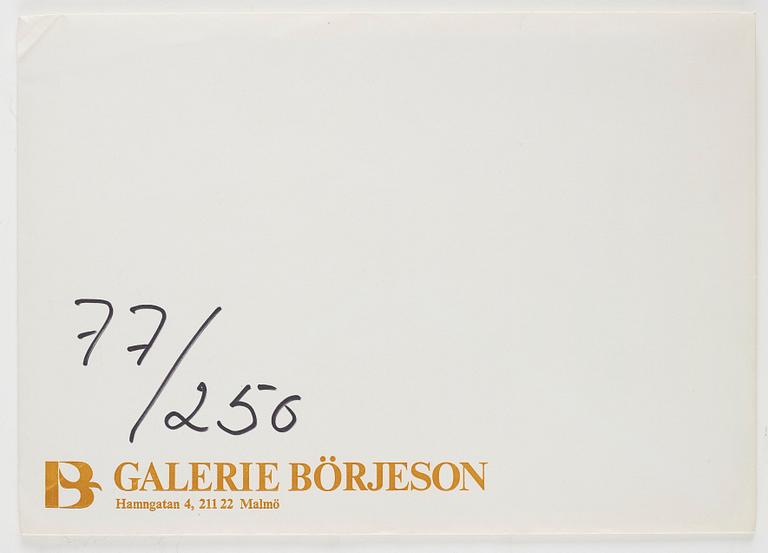 77/250
GALERIE BÖRJESON
Hamngatan 4, 211 22 Malmö